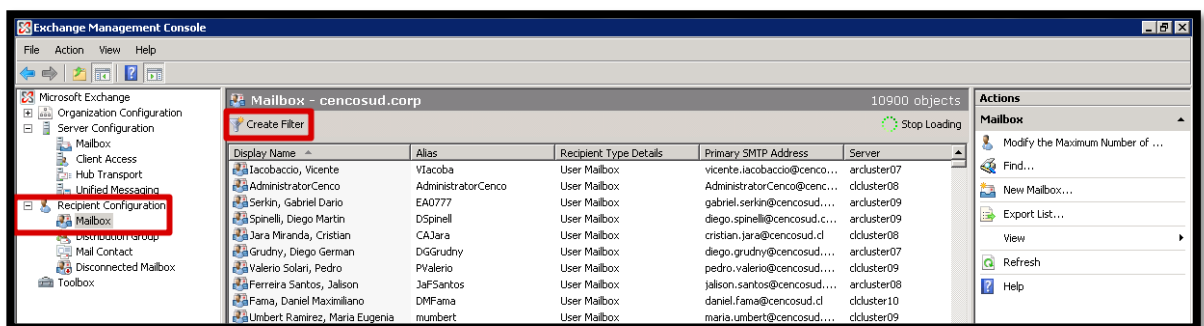 Exchange Management Console
File Action View Help
Microsoft Exchange
Organization Configuration
Server Configuration
Mailbox
Client Access
Hub Transport
Unified Messaging
Recipient Configuration
Mailbox
Distribution Group
Mail Contact
Disconnected Mailbox
Toolbox
Mailbox - cencosud.corp 10900 objects
Create Filter Stop Loading
Display Name Alias Recipient Type Details Primary SMTP Address Server
Iacobaccio, Vicente VIacoba User Mailbox vicente.iacobaccio@cenco... arcluster07
AdministratorCenco AdministratorCenco User Mailbox AdministratorCenco@cenc... clcluster08
Serkin, Gabriel Dario EA0777 User Mailbox gabriel.serkin@cencosud.... arcluster09
Spinelli, Diego Martin DSpinell User Mailbox diego.spinelli@cencosud.c... arcluster09
Jara Miranda, Cristian CAJara User Mailbox cristian.jara@cencosud.cl clcluster08
Grudny, Diego German DGGrudny User Mailbox diego.grudny@cencosud.... arcluster07
Valerio Solari, Pedro PValerio User Mailbox pedro.valerio@cencosud.... clcluster09
Ferreira Santos, Jalison JaFSantos User Mailbox jalison.santos@cencosud.... arcluster08
Fama, Daniel Maximiliano DMFama User Mailbox daniel.fama@cencosud.cl clcluster10
Umbert Ramirez, Maria Eugenia mumbert User Mailbox maria.umbert@cencosud.... clcluster09
Actions
Mailbox
Modify the Maximum Number of ...
Find...
New Mailbox...
Export List...
View
Refresh
Help